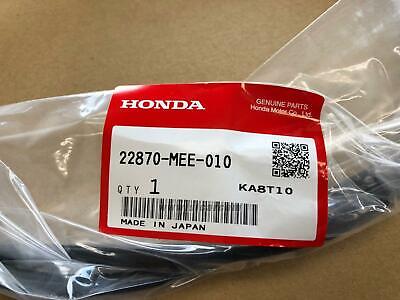 HONDA
GENUINE PARTS
Honda Motor Co., Ltd.
22870-MEE-010
QTY 1
KA8T10
MADE IN JAPAN